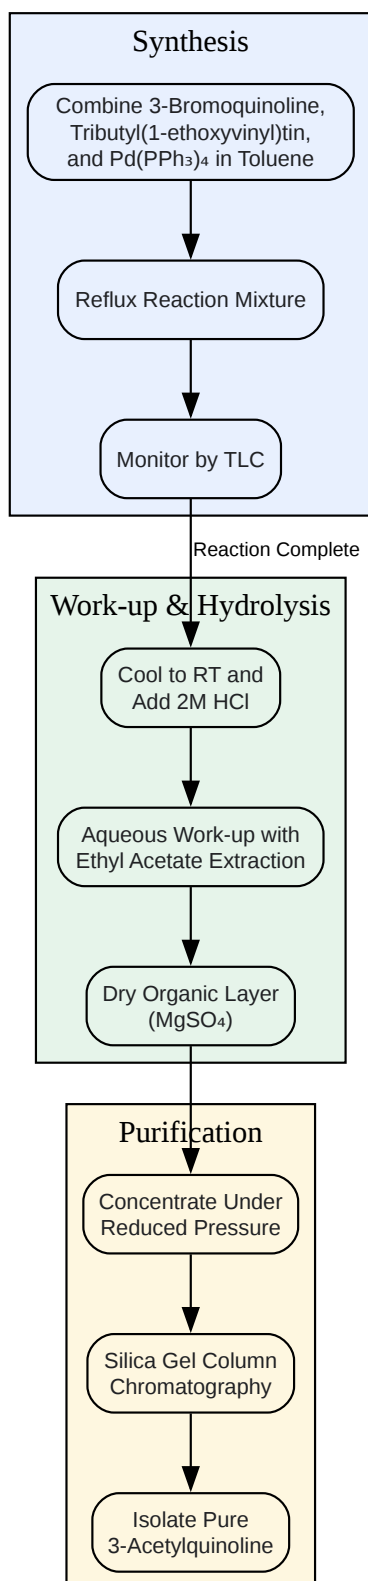 Synthesis
Combine 3-Bromoquinoline,
Tributyl(1-ethoxyvinyl)tin,
and Pd(PPh₃)₄ in Toluene
Reflux Reaction Mixture
Monitor by TLC
Reaction Complete
Work-up & Hydrolysis
Cool to RT and
Add 2M HCl
Aqueous Work-up with
Ethyl Acetate Extraction
Dry Organic Layer
(MgSO₄)
Purification
Concentrate Under
Reduced Pressure
Silica Gel Column
Chromatography
Isolate Pure
3-Acetylquinoline